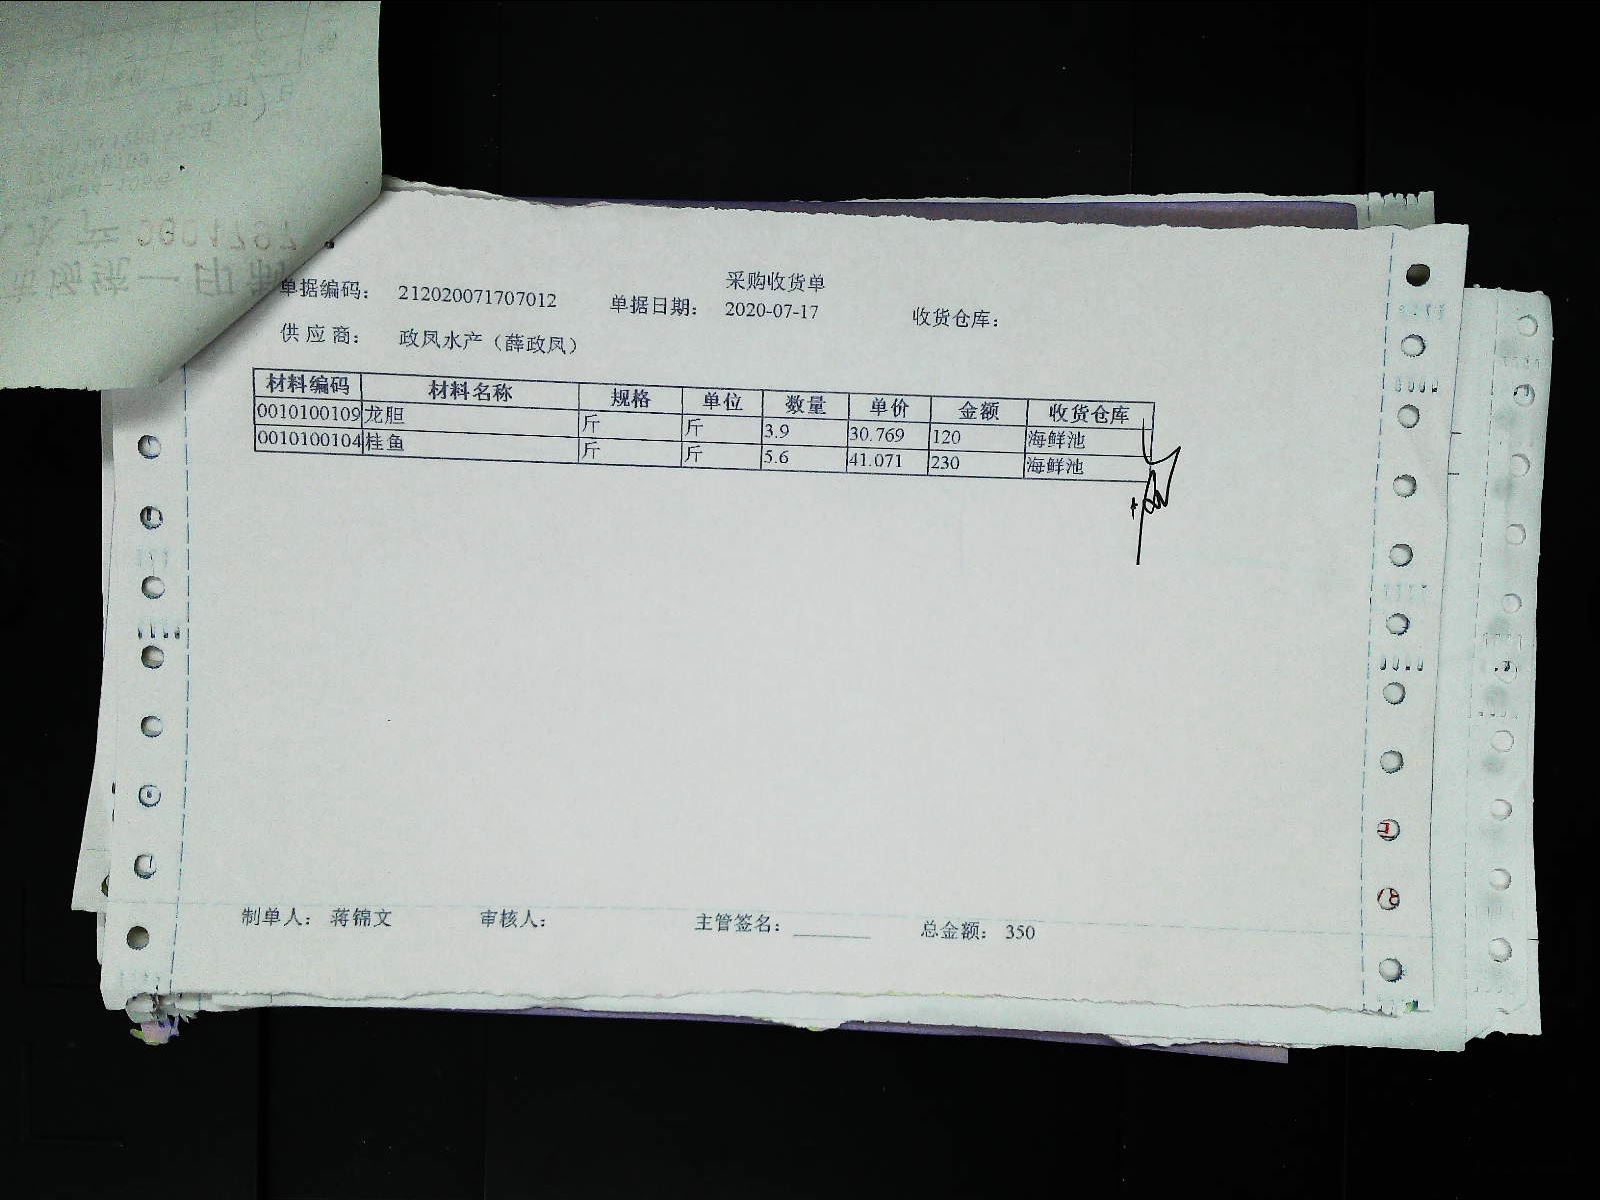 采购收货单
单据编码： 212020071707012 单据日期： 2020-07-17 收货仓库：
供 应 商： 政凤水产（薛政凤）
材料编码 材料名称 规格 单位 数量 单价 金额 收货仓库
0010100109 龙胆 斤 斤 3.9 30.769 120 海鲜池
0010100104 桂鱼 斤 斤 5.6 41.071 230 海鲜池
制单人： 蒋锦文 审核人： 主管签名： 总金额： 350